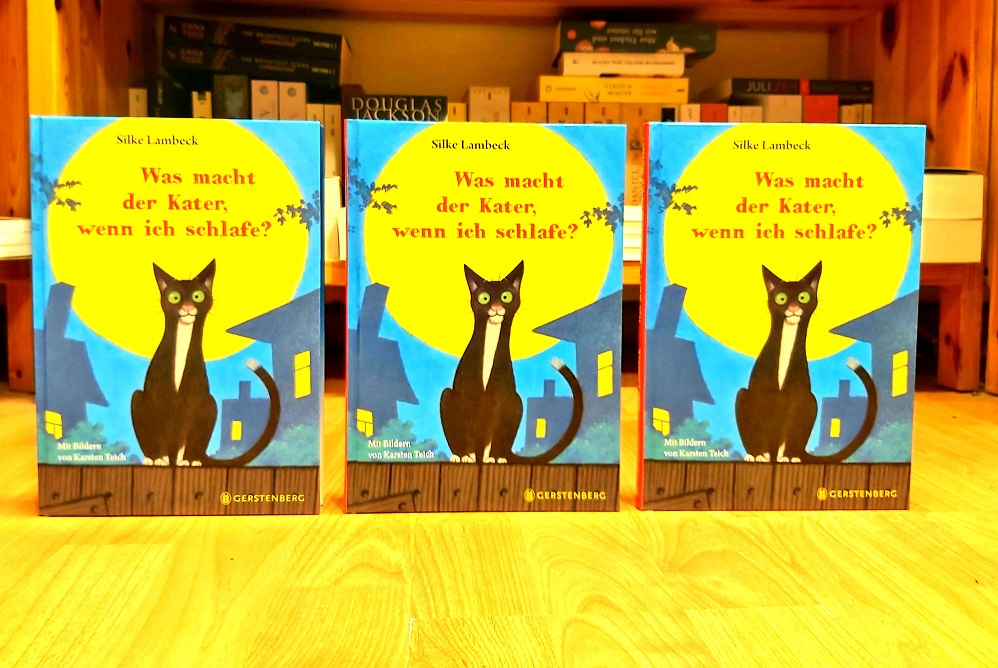 DOUGLAS
JACKSON
JULI ZEH
Silke Lambeck
Was macht
der Kater,
wenn ich schlafe?
Mit Bildern
von Karsten Teich
GERSTENBERG
Silke Lambeck
Was macht
der Kater,
wenn ich schlafe?
Mit Bildern
von Karsten Teich
GERSTENBERG
Silke Lambeck
Was macht
der Kater,
wenn ich schlafe?
Mit Bildern
von Karsten Teich
GERSTENBERG